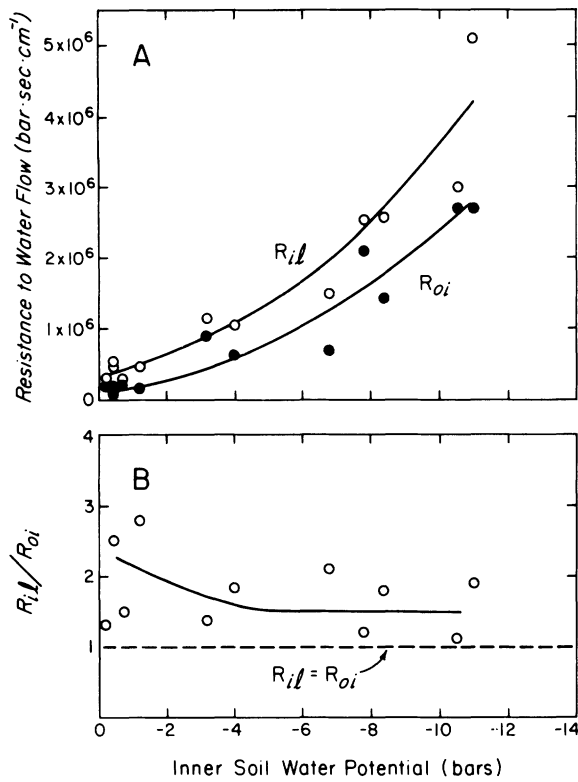 Resistance to Water Flow (bar·sec·cm⁻¹)
5x10⁶
4x10⁶
3x10⁶
2x10⁶
1x10⁶
0
A
Ril
Roi
Ril/Roi
4
3
2
1
B
Ril = Roi
0 -2 -4 -6 -8 -10 -12 -14
Inner Soil Water Potential (bars)